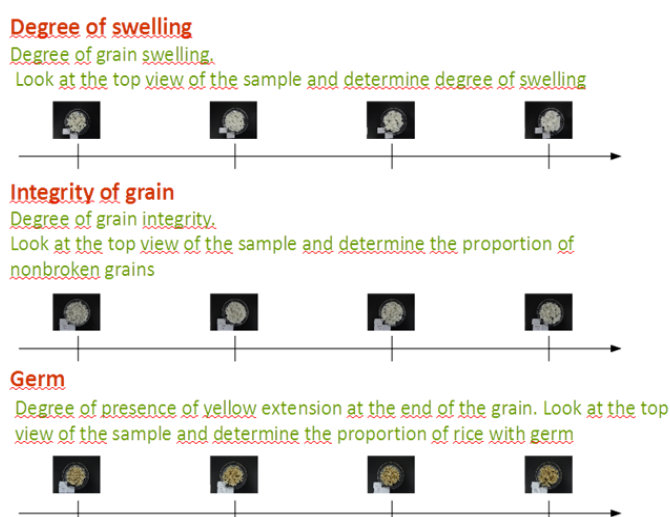 Degree of swelling
Degree of grain swelling.
Look at the top view of the sample and determine degree of swelling
Integrity of grain
Degree of grain integrity.
Look at the top view of the sample and determine the proportion of
nonbroken grains
Germ
Degree of presence of yellow extension at the end of the grain. Look at the top
view of the sample and determine the proportion of rice with germ